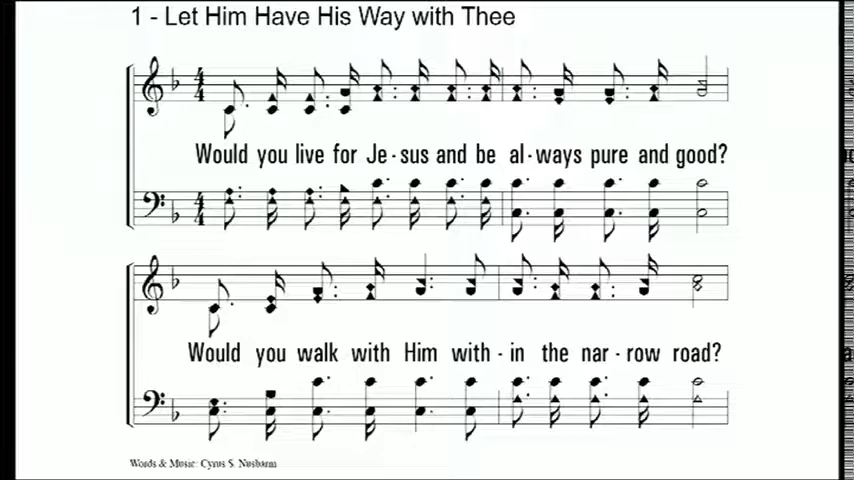 1 - Let Him Have His Way with Thee
4
4
Would you live for Je - sus and be al - ways pure and good?
4
4
Would you walk with Him with - in the nar - row road?
Words & Music: Cyrus S. Nusbaum